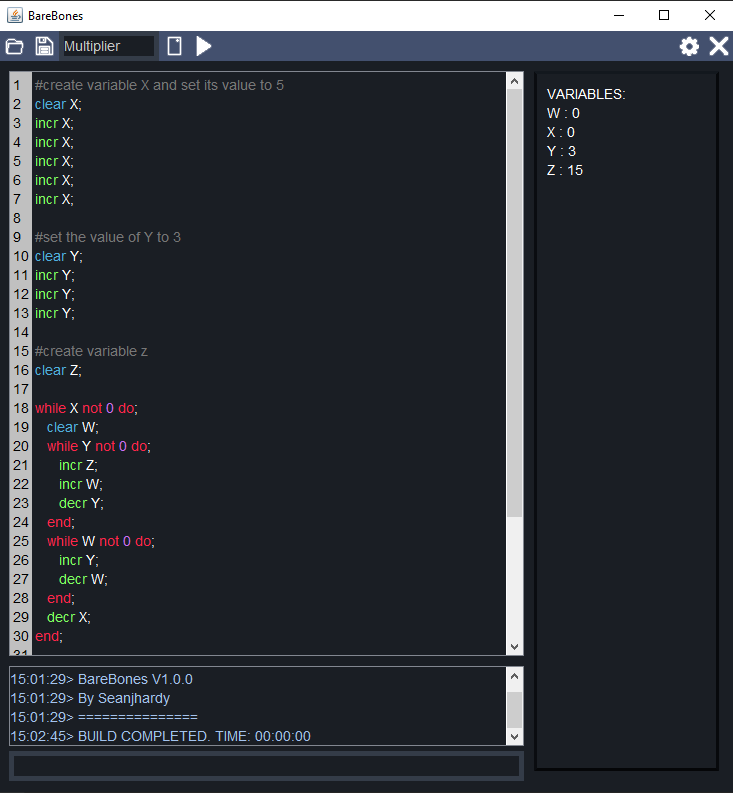 BareBones
Multiplier
1 #create variable X and set its value to 5
2 clear X;
3 incr X;
4 incr X;
5 incr X;
6 incr X;
7 incr X;
8
9 #set the value of Y to 3
10 clear Y;
11 incr Y;
12 incr Y;
13 incr Y;
14
15 #create variable z
16 clear Z;
17
18 while X not 0 do;
19 clear W;
20 while Y not 0 do;
21 incr Z;
22 incr W;
23 decr Y;
24 end;
25 while W not 0 do;
26 incr Y;
27 decr W;
28 end;
29 decr X;
30 end;
31
VARIABLES:
W : 0
X : 0
Y : 3
Z : 15
15:01:29> BareBones V1.0.0
15:01:29> By Seanjhardy
15:01:29> ===============
15:02:45> BUILD COMPLETED. TIME: 00:00:00